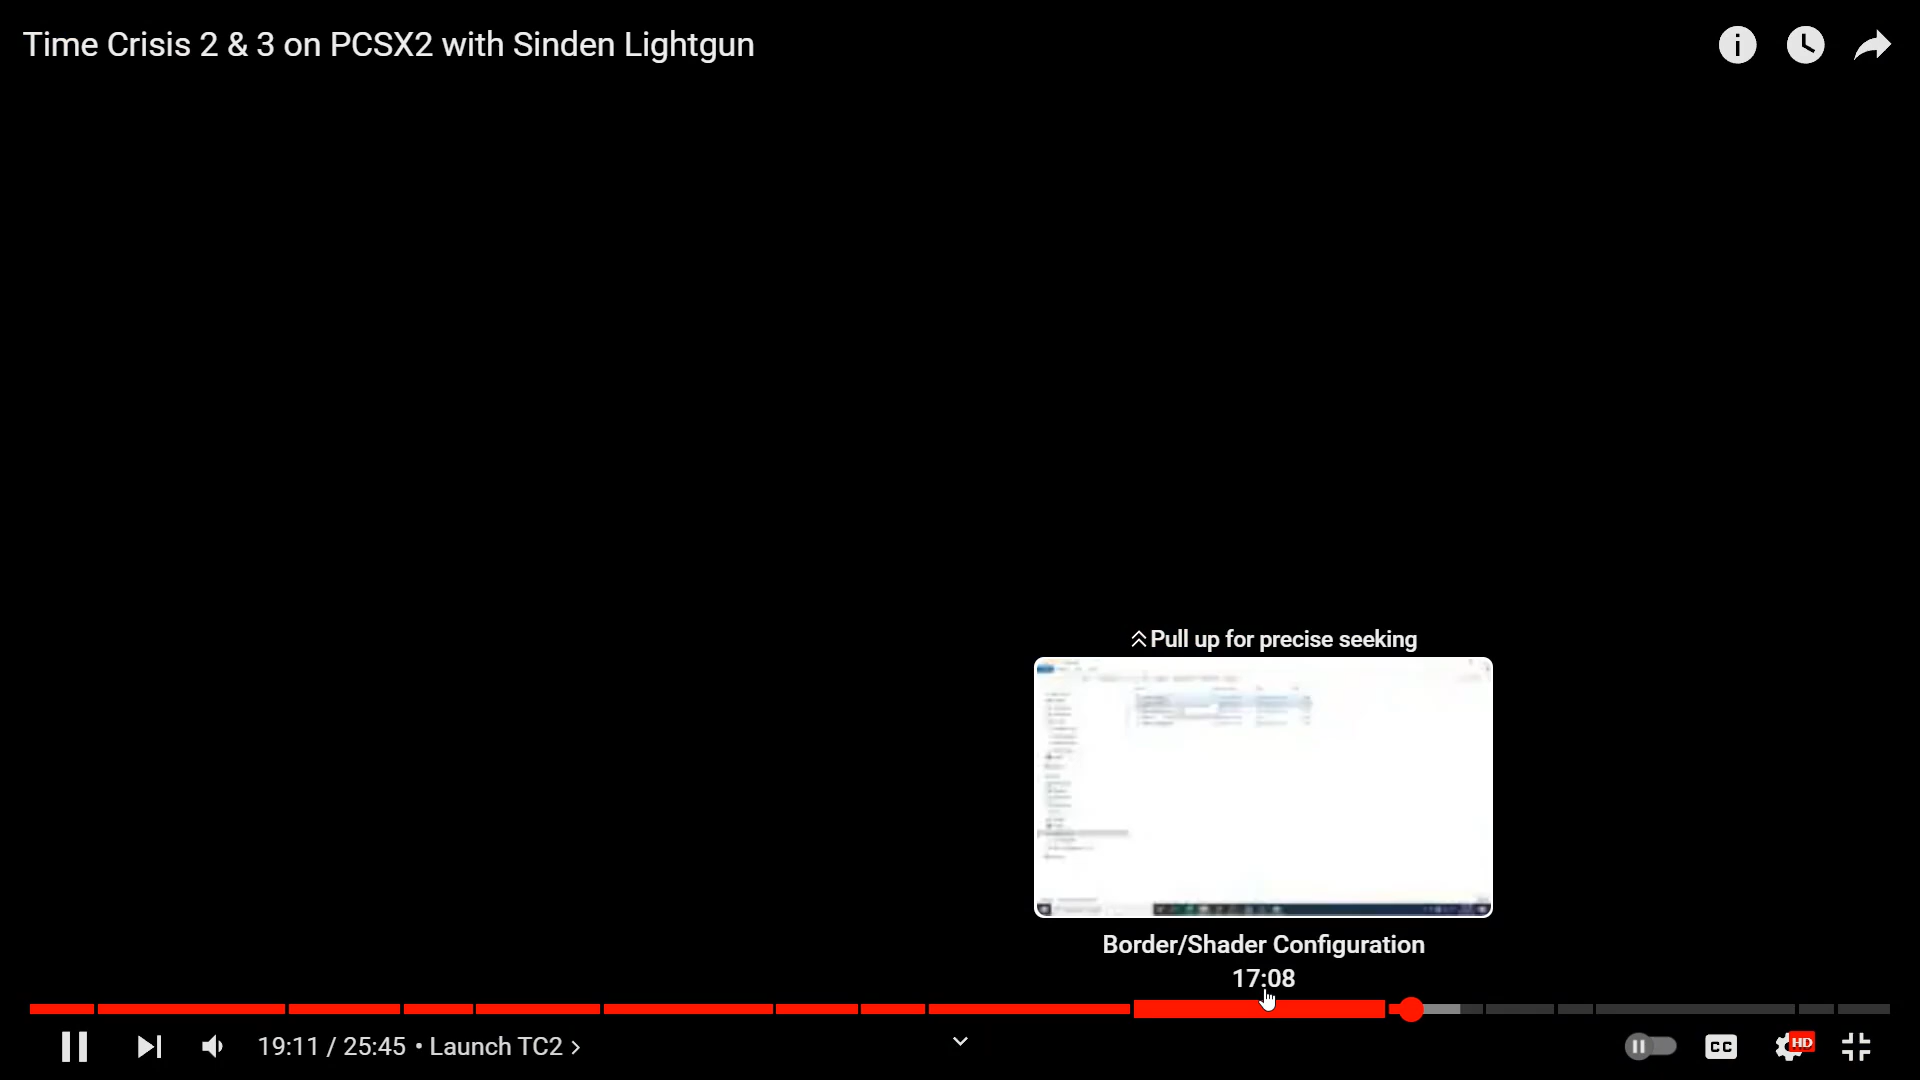 Time Crisis 2 & 3 on PCSX2 with Sinden Lightgun
Pull up for precise seeking
Border/Shader Configuration
17:08
19:11 / 25:45 • Launch TC2 >
CC
HD